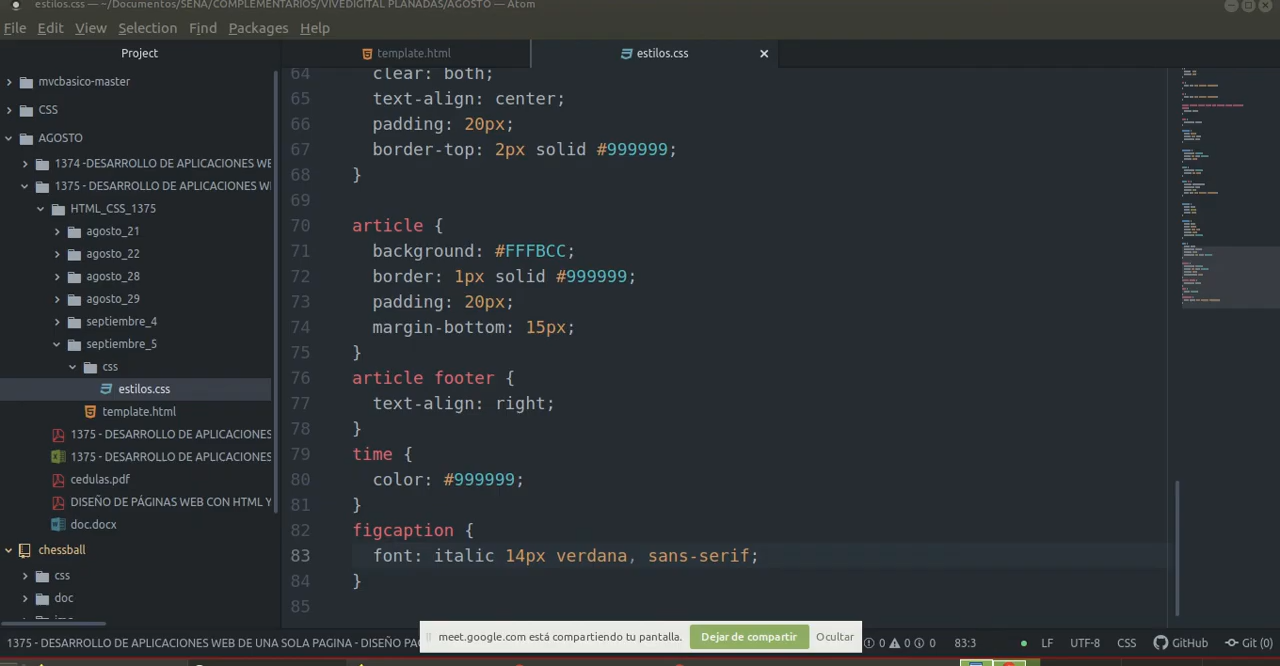 estilos.css — ~/Documentos/SENA/COMPLEMENTARIOS/VIVEDIGITAL PLANADAS/AGOSTO — Atom
File Edit View Selection Find Packages Help
Project
mvcbasico-master
CSS
AGOSTO
1374 -DESARROLLO DE APLICACIONES WE
1375 - DESARROLLO DE APLICACIONES W
HTML_CSS_1375
agosto_21
agosto_22
agosto_28
agosto_29
septiembre_4
septiembre_5
css
estilos.css
template.html
1375 - DESARROLLO DE APLICACIONES
1375 - DESARROLLO DE APLICACIONES
cedulas.pdf
DISEÑO DE PÁGINAS WEB CON HTML Y
doc.docx
chessball
css
doc
template.html
estilos.css
64 clear: both;
65 text-align: center;
66 padding: 20px;
67 border-top: 2px solid #999999;
68 }
69
70 article {
71 background: #FFFBCC;
72 border: 1px solid #999999;
73 padding: 20px;
74 margin-bottom: 15px;
75 }
76 article footer {
77 text-align: right;
78 }
79 time {
80 color: #999999;
81 }
82 figcaption {
83 font: italic 14px verdana, sans-serif;
84 }
85
meet.google.com está compartiendo tu pantalla. Dejar de compartir Ocultar
1375 - DESARROLLO DE APLICACIONES WEB DE UNA SOLA PAGINA - DISEÑO PA 0 0 0 83:3 LF UTF-8 CSS GitHub Git (0)